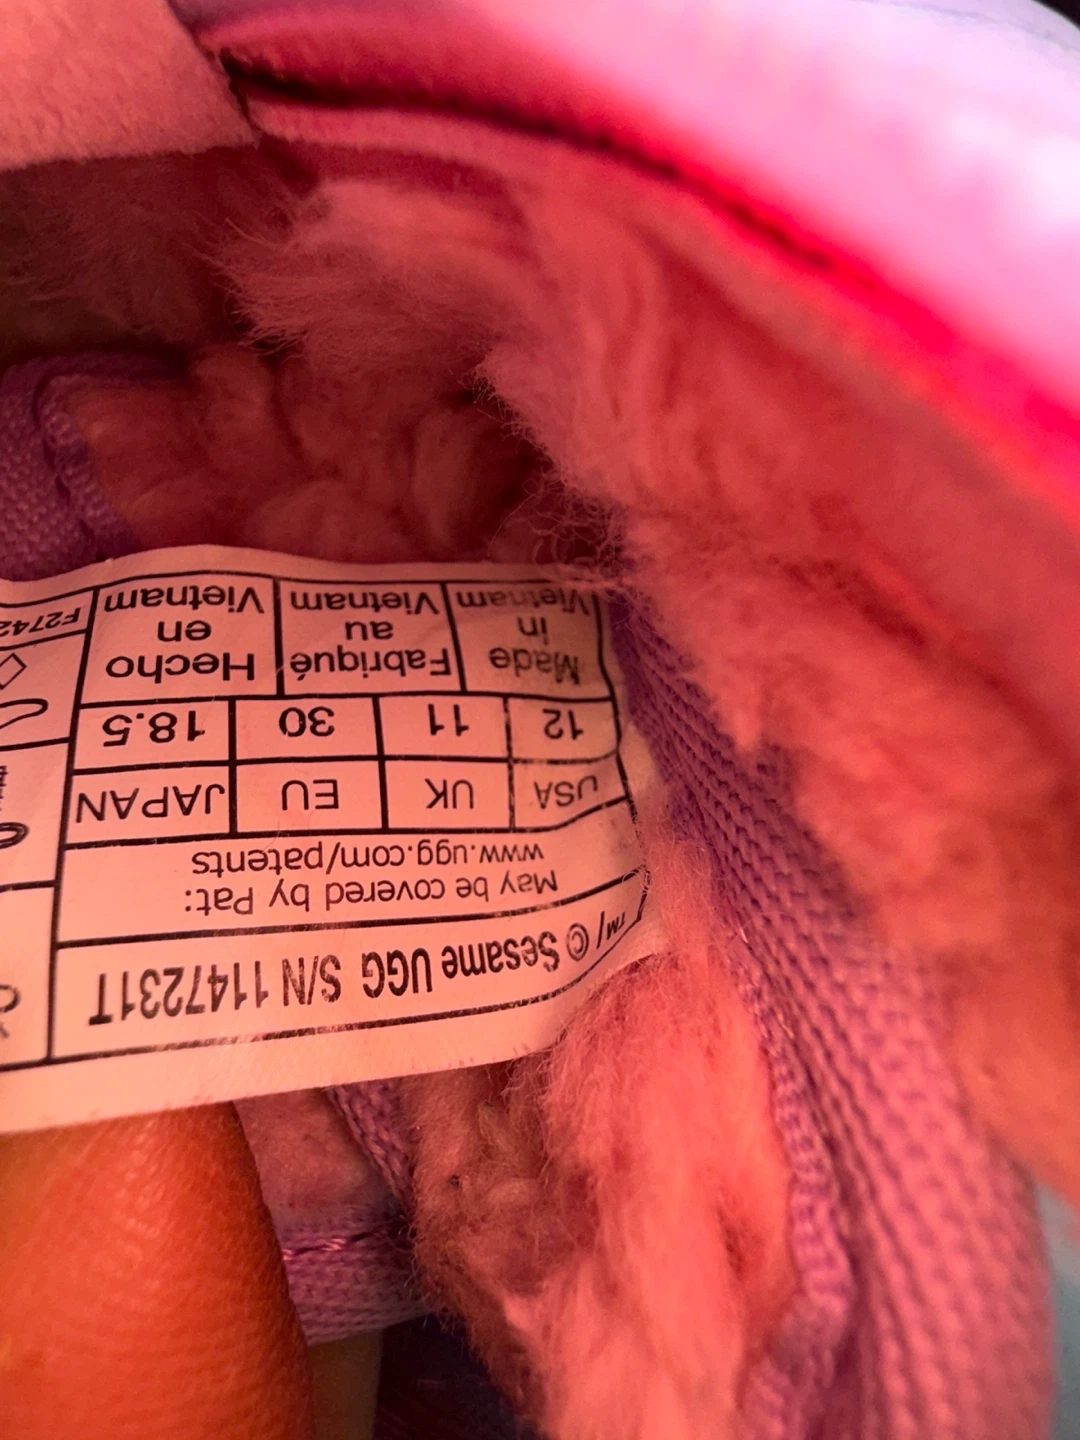 ™/© Sesame UGG S/N 1147231T
May be covered by Pat:
www.ugg.com/patents
USA UK EU JAPAN
12 11 30 18.5
Made in Vietnam
Fabriqué au Vietnam
Hecho en Vietnam
F2742